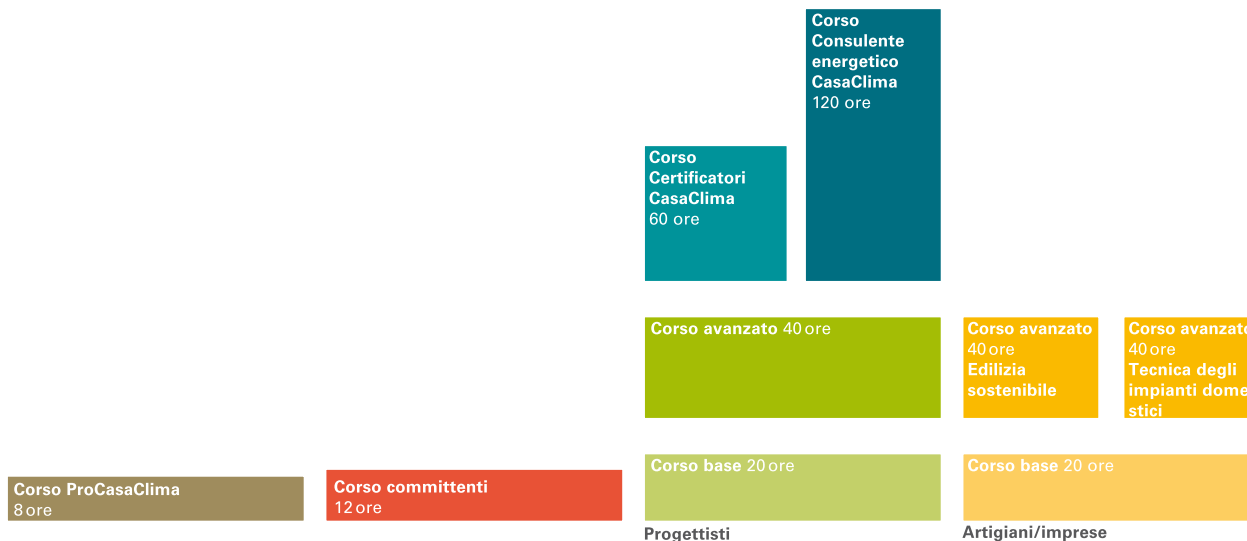 Corso
Consulente
energetico
CasaClima
120 ore
Corso
Certificatori
CasaClima
60 ore
Corso avanzato 40 ore
Corso avanzato
40 ore
Edilizia
sostenibile
Corso avanzato
40 ore
Tecnica degli
impianti dome
stici
Corso ProCasaClima
8 ore
Corso committenti
12 ore
Corso base 20 ore
Corso base 20 ore
Progettisti
Artigiani/imprese